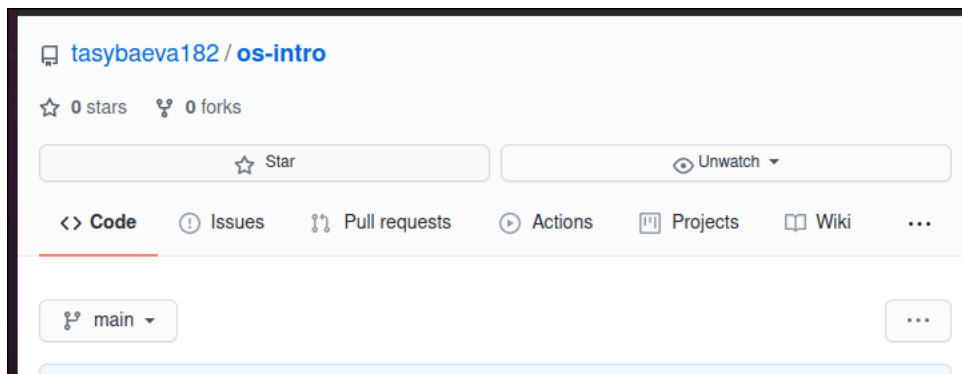 tasybaeva182 / os-intro
0 stars 0 forks
Star Unwatch
<> Code Issues Pull requests Actions Projects Wiki ...
main ...